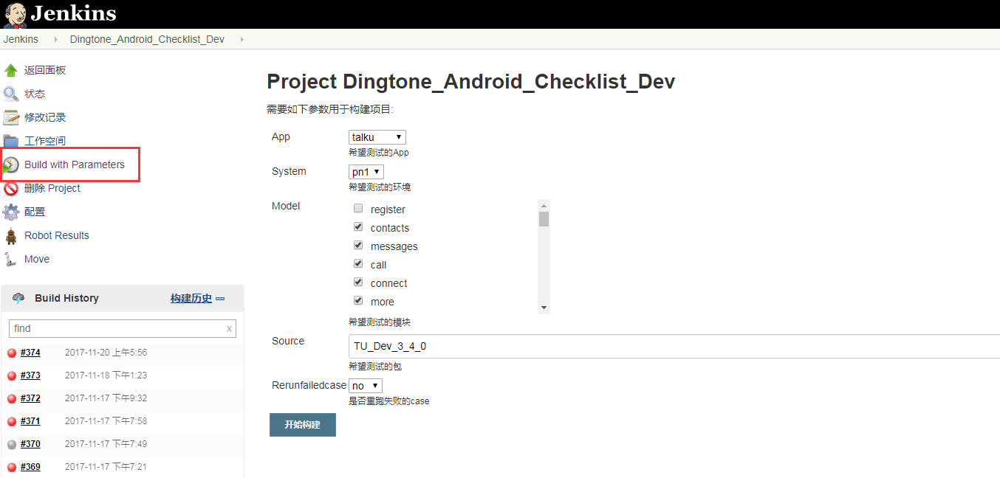 Jenkins
Jenkins
Dingtone_Android_Checklist_Dev
返回面板
状态
修改记录
工作空间
Build with Parameters
删除 Project
配置
Robot Results
Move
Build History
构建历史
find
x
#374 2017-11-20 上午5:56
#373 2017-11-18 下午1:23
#372 2017-11-17 下午9:32
#371 2017-11-17 下午7:58
#370 2017-11-17 下午7:49
#369 2017-11-17 下午7:21
Project Dingtone_Android_Checklist_Dev
需要如下参数用于构建项目:
App
talku
希望测试的App
System
pn1
希望测试的环境
Model
register
contacts
messages
call
connect
more
希望测试的模块
Source
TU_Dev_3_4_0
希望测试的包
Rerunfailedcase
no
是否重跑失败的case
开始构建